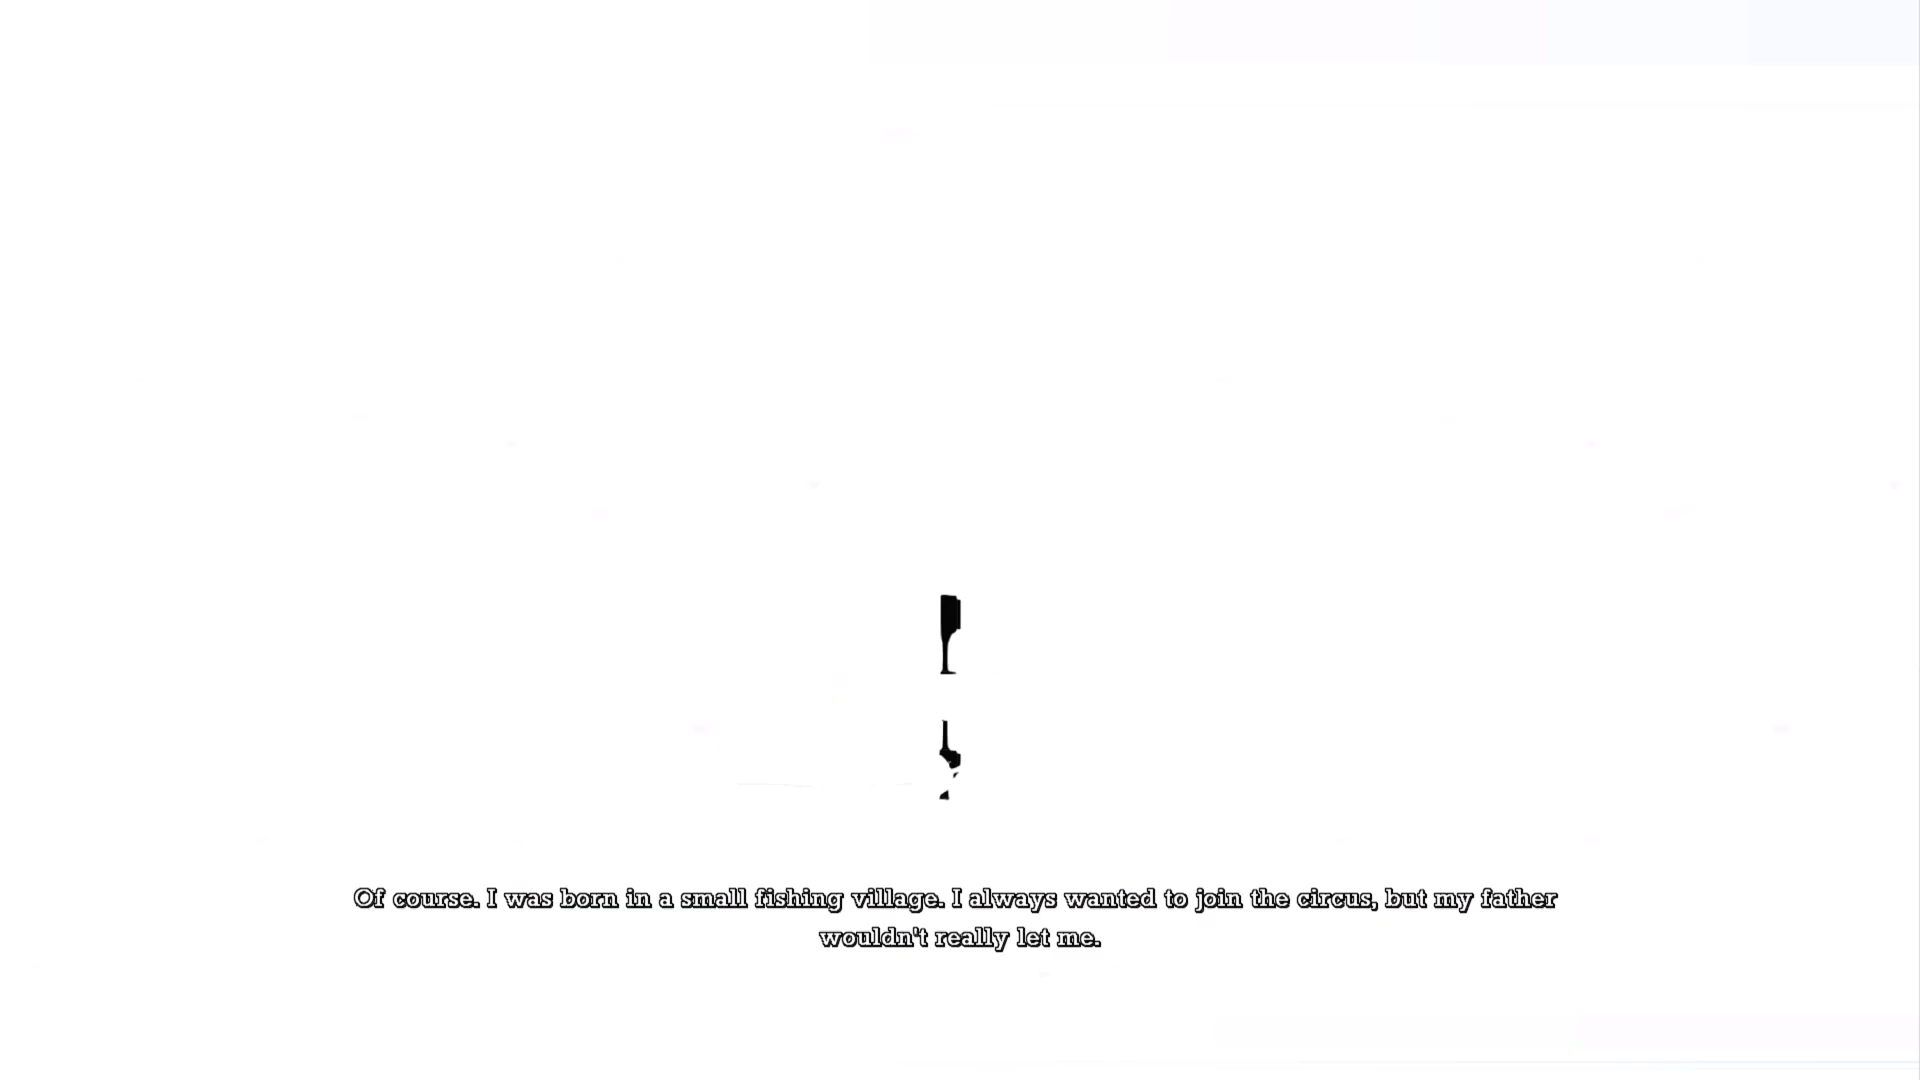 Of course. I was born in a small fishing village. I always wanted to join the circus, but my father
wouldn't really let me.